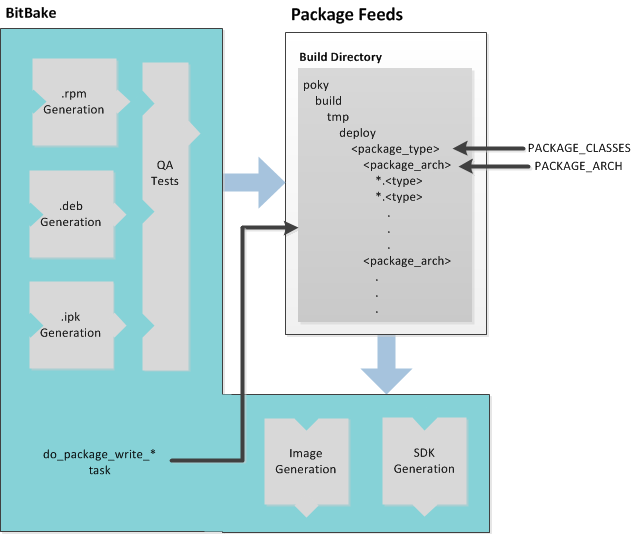 BitBake
.rpm
Generation
.deb
Generation
.ipk
Generation
QA
Tests
do_package_write_*
task
Package Feeds
Build Directory
poky
build
tmp
deploy
<package_type>
<package_arch>
*.<type>
*.<type>
.
.
.
<package_arch>
.
.
.
PACKAGE_CLASSES
PACKAGE_ARCH
Image
Generation
SDK
Generation